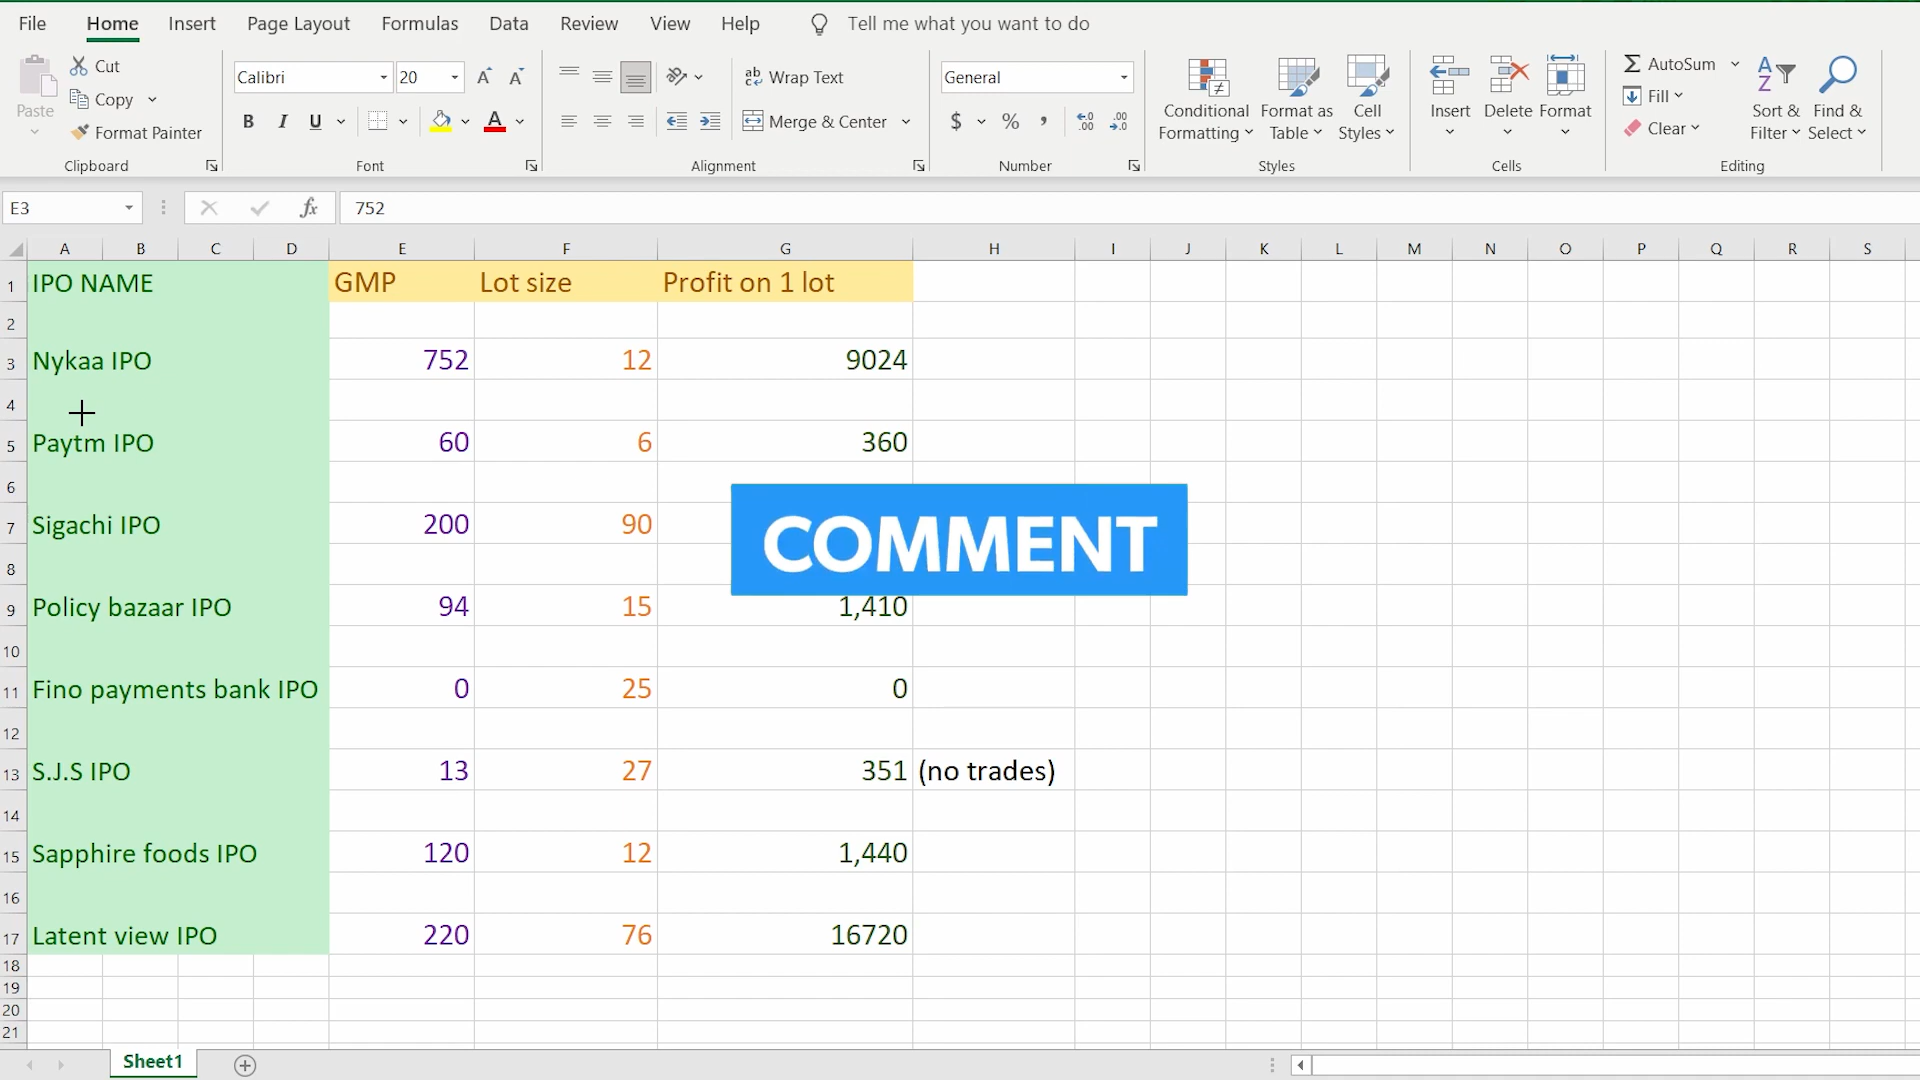 File Home Insert Page Layout Formulas Data Review View Help Tell me what you want to do
Paste Cut Copy Format Painter Clipboard
Calibri 20 A A B I U A Font
ab Wrap Text Merge & Center Alignment
General $ % , Number
Conditional Formatting Format as Table Cell Styles Styles
Insert Delete Format Cells
AutoSum Fill Clear Sort & Filter Find & Select Editing
E3 fx 752
A B C D E F G H I J K L M N O P Q R S
1 IPO NAME GMP Lot size Profit on 1 lot
2
3 Nykaa IPO 752 12 9024
4
5 Paytm IPO 60 6 360
6
7 Sigachi IPO 200 90
COMMENT
8
9 Policy bazaar IPO 94 15 1,410
10
11 Fino payments bank IPO 0 25 0
12
13 S.J.S IPO 13 27 351 (no trades)
14
15 Sapphire foods IPO 120 12 1,440
16
17 Latent view IPO 220 76 16720
18
19
20
21
Sheet1